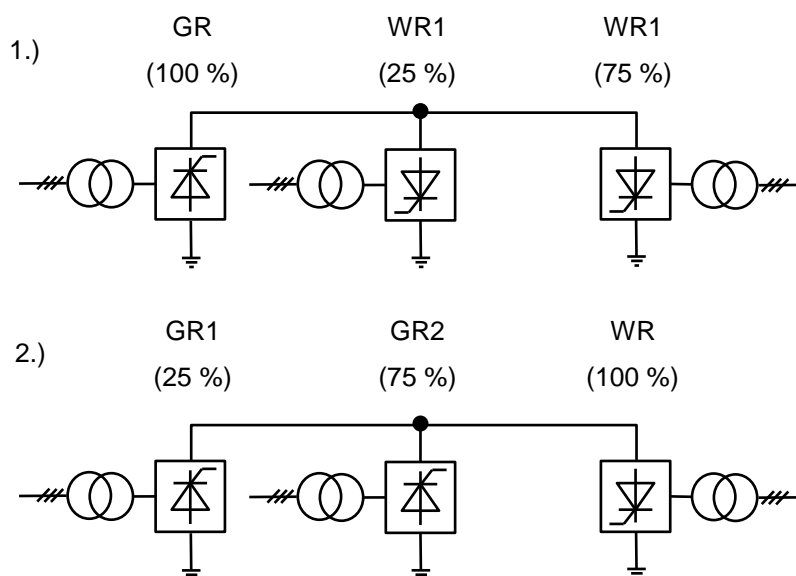 GR WR1 WR1
1.)
(100 %) (25 %) (75 %)
GR1 GR2 WR
2.)
(25 %) (75 %) (100 %)